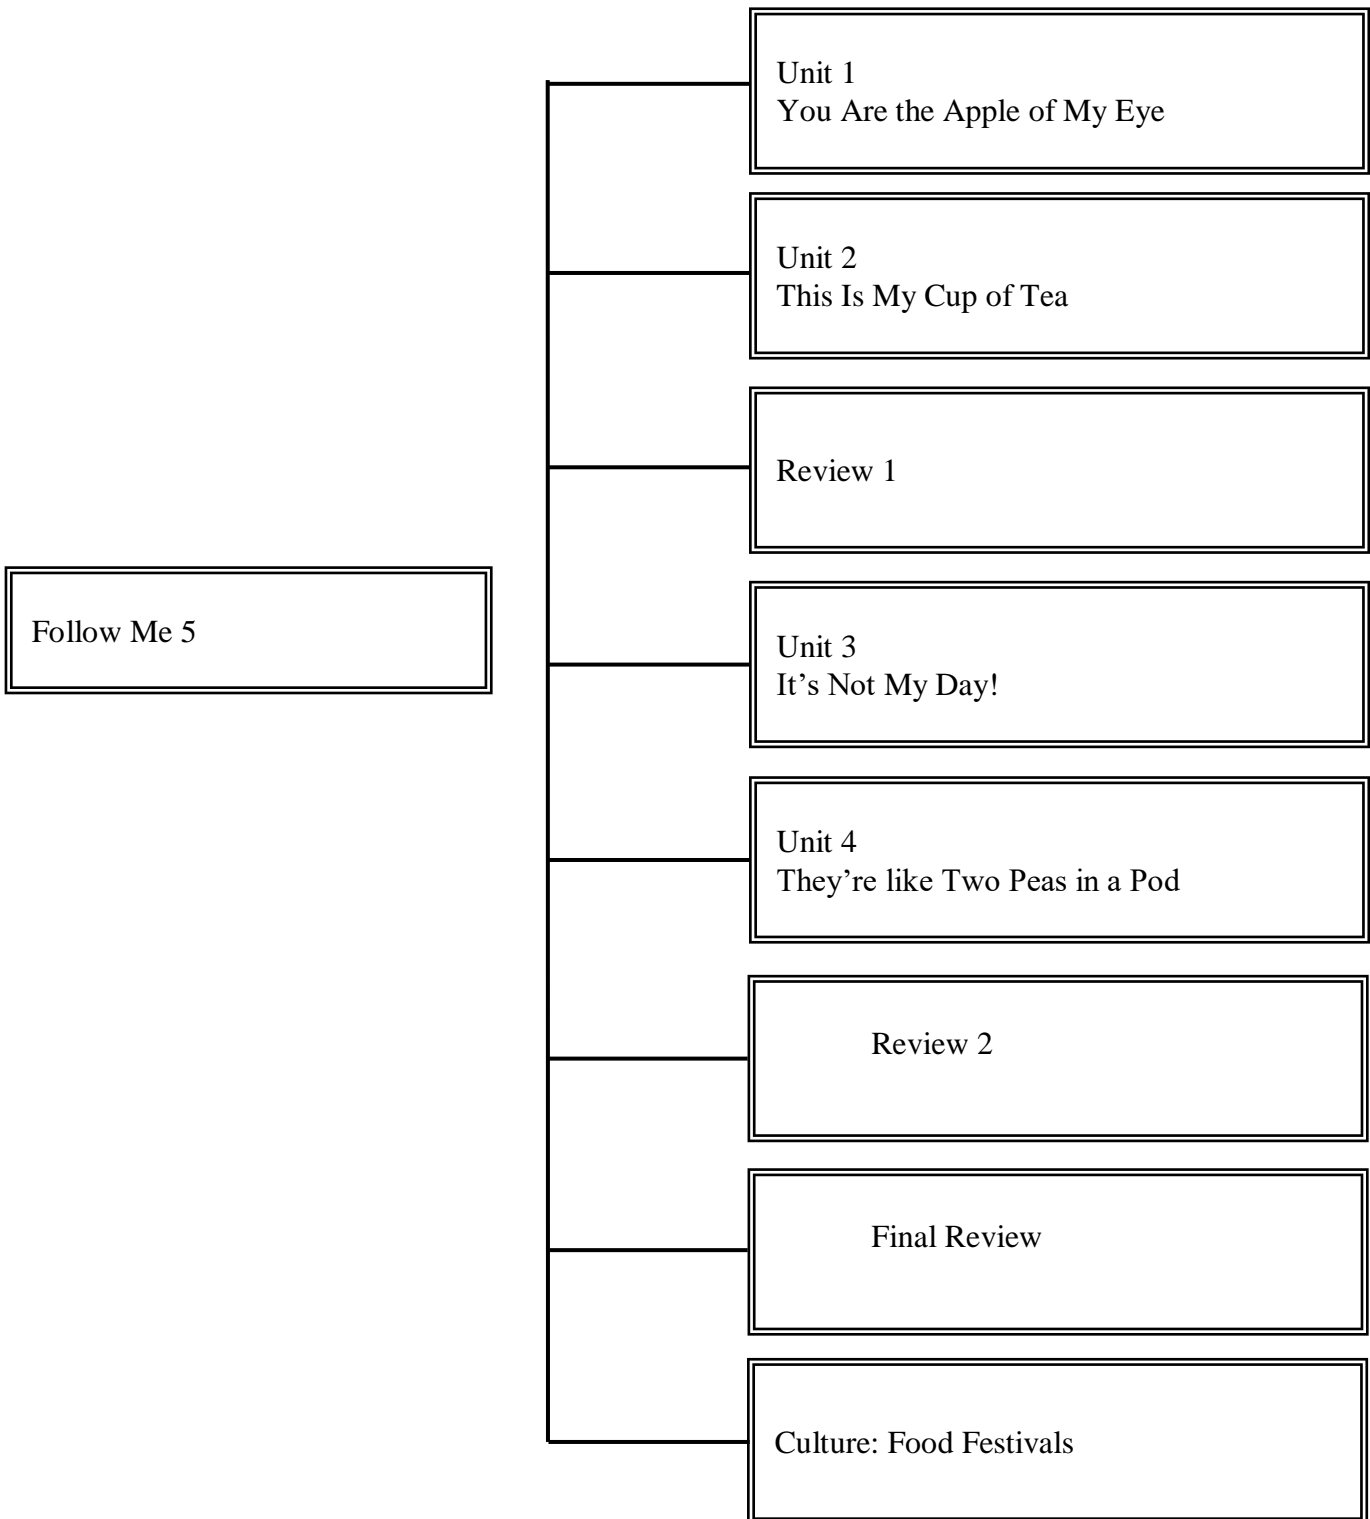 Unit 1
You Are the Apple of My Eye
Unit 2
This Is My Cup of Tea
Review 1
Follow Me 5
Unit 3
It's Not My Day!
Unit 4
They're like Two Peas in a Pod
Review 2
Final Review
Culture: Food Festivals